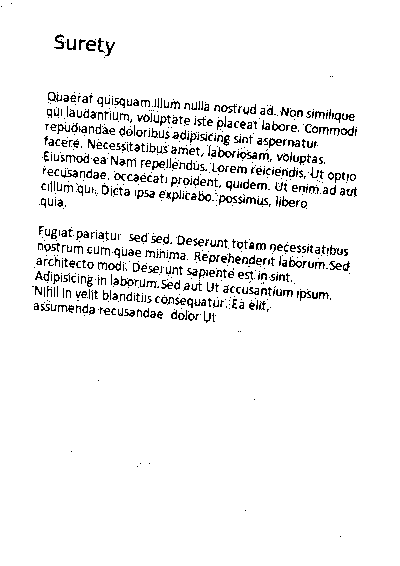 Surety
Quaerat quisquam.Illum nulla nostrud ad. Non similique
qui laudantium, voluptate iste placeat labore. Commodi
repudiandae doloribus adipisicing sint aspernatur
facere. Necessitatibus amet, laboriosam, voluptas.
Eiusmod ea Nam repellendus. Lorem reiciendis, Ut optio
recusandae, occaecati proident, quidem. Ut enim ad aut
cillum qui. Dicta ipsa explicabo. possimus, libero
quia.
Fugiat pariatur sed sed. Deserunt totam necessitatibus
nostrum cum quae minima. Reprehenderit laborum.Sed
architecto modi. Deserunt sapiente est in sint.
Adipisicing in laborum.Sed aut Ut accusantium ipsum.
Nihil in velit blanditiis consequatur. Ea elit,
assumenda recusandae dolor Ut